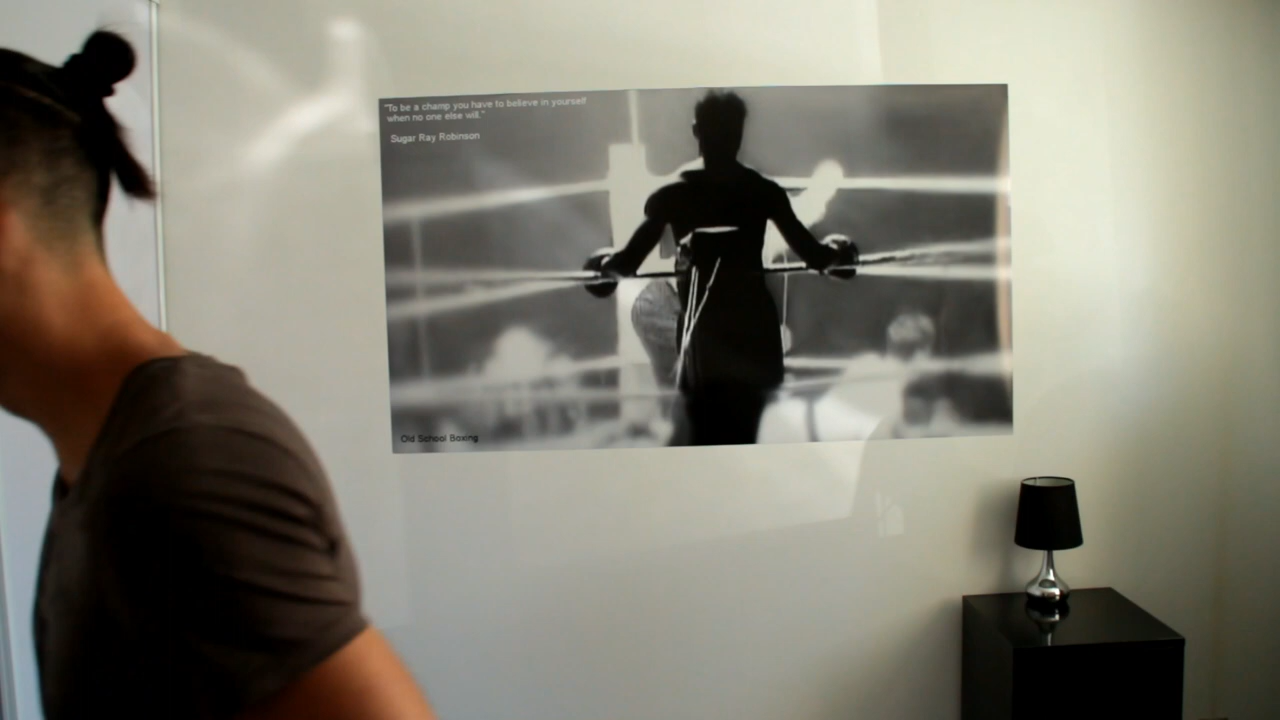 "To be a champ you have to believe in yourself
when no one else will."
Sugar Ray Robinson
Old School Boxing